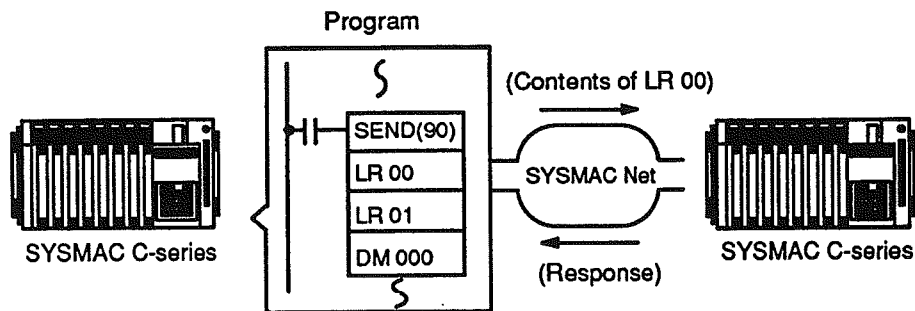 Program
(Contents of LR 00)
SEND(90)
LR 00
LR 01
DM 000
SYSMAC Net
(Response)
SYSMAC C-series
SYSMAC C-series